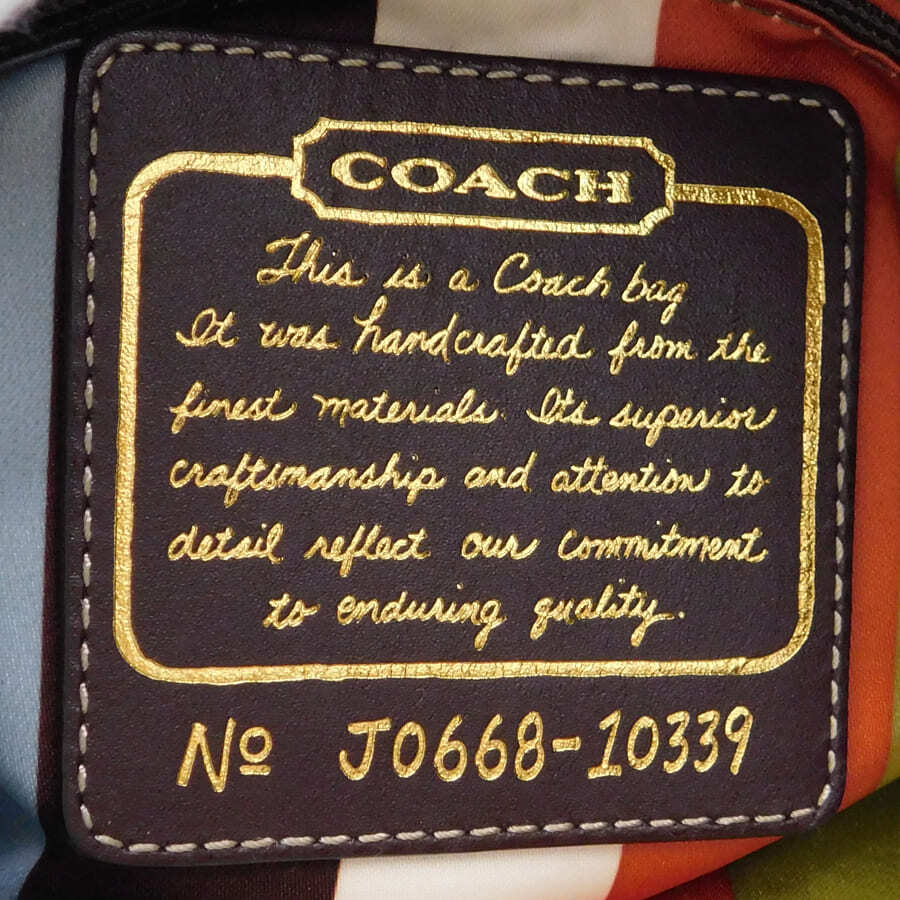 COACH
This is a Coach bag
It was handcrafted from the
finest materials. Its superior
craftsmanship and attention to
detail reflect our commitment
to enduring quality.
Nº J0668-10339